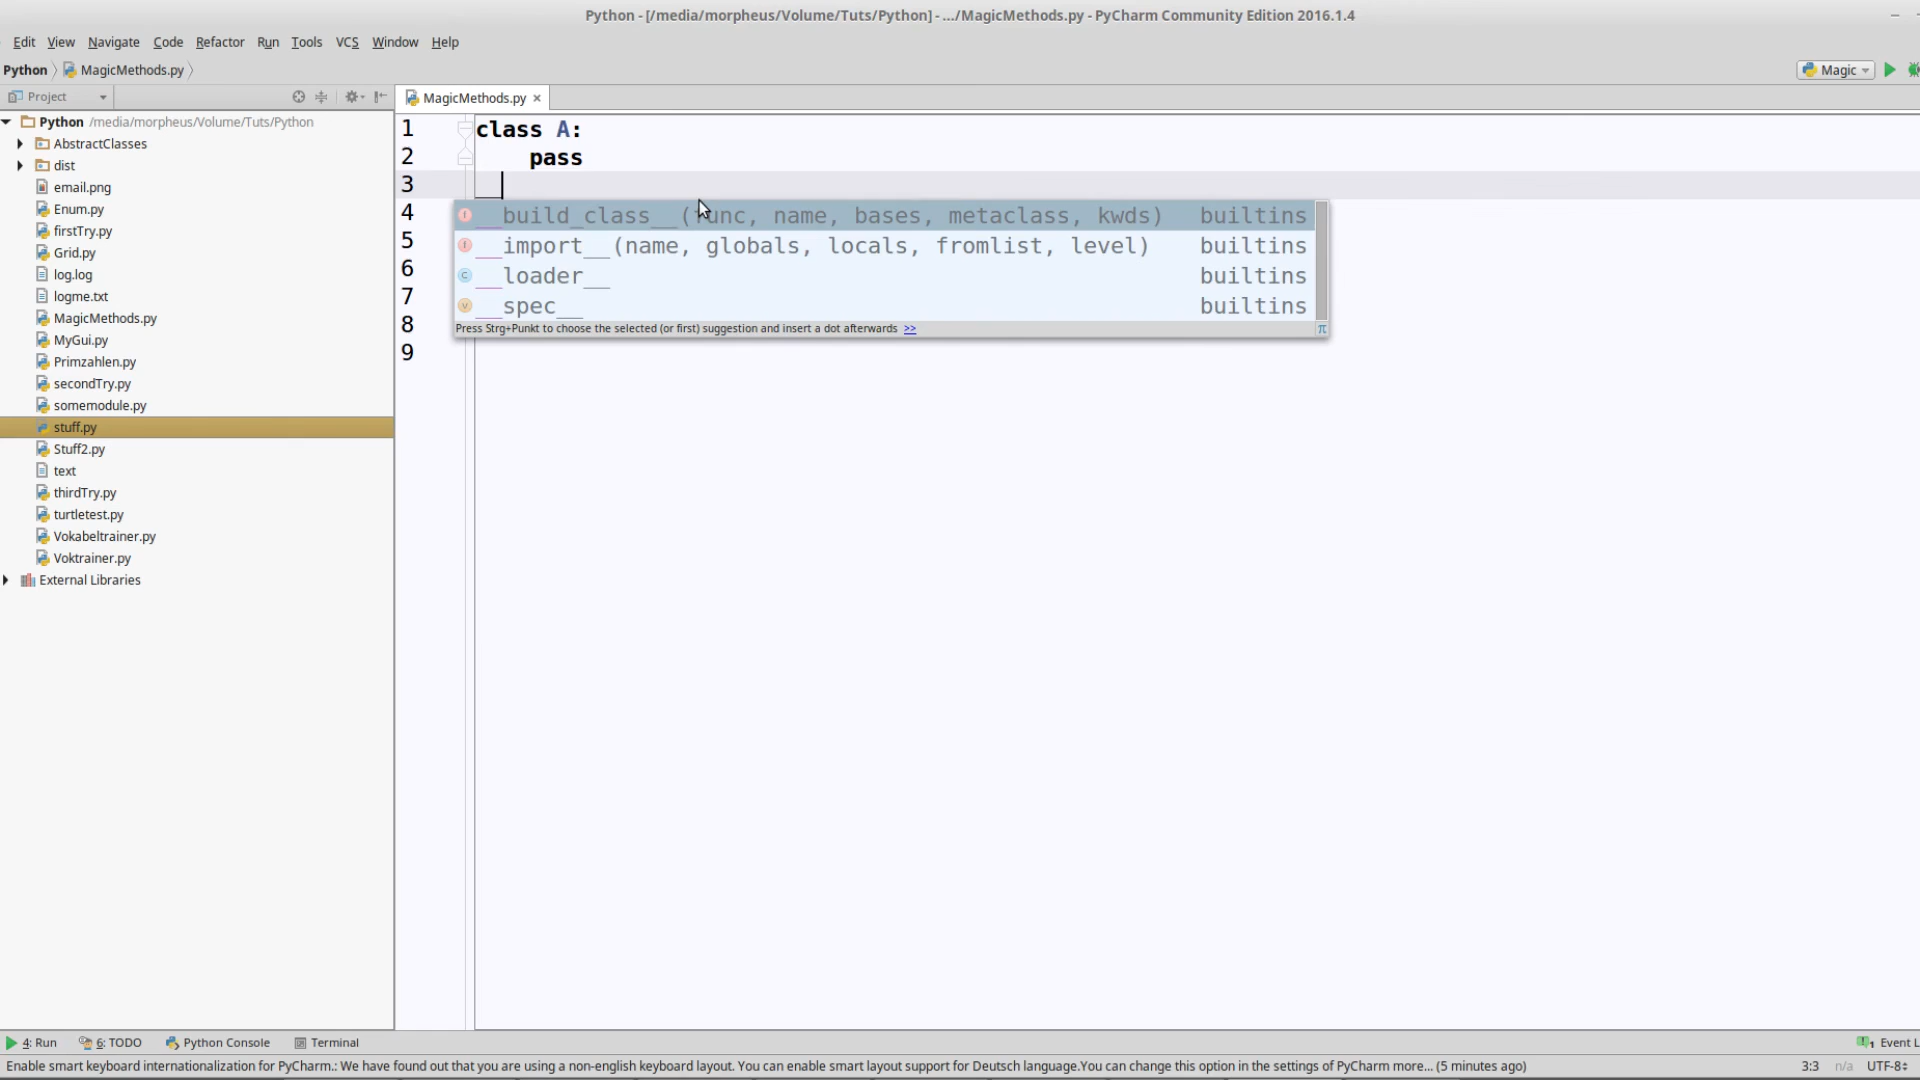 Python - [/media/morpheus/Volume/Tuts/Python] - .../MagicMethods.py - PyCharm Community Edition 2016.1.4
Edit View Navigate Code Refactor Run Tools VCS Window Help
Python MagicMethods.py Magic
Project MagicMethods.py
Python /media/morpheus/Volume/Tuts/Python
AbstractClasses
dist
email.png
Enum.py
firstTry.py
Grid.py
log.log
logme.txt
MagicMethods.py
MyGui.py
Primzahlen.py
secondTry.py
somemodule.py
stuff.py
Stuff2.py
text
thirdTry.py
turtletest.py
Vokabeltrainer.py
Voktrainer.py
External Libraries
1 class A:
2 pass
3 __
4
5
6
7
8
9
__build_class__(func, name, bases, metaclass, kwds) builtins
__import__(name, globals, locals, fromlist, level) builtins
__loader__ builtins
__spec__ builtins
Press Strg+Punkt to choose the selected (or first) suggestion and insert a dot afterwards >> π
4: Run 6: TODO Python Console Terminal 1 Event L
Enable smart keyboard internationalization for PyCharm.: We have found out that you are using a non-english keyboard layout. You can enable smart layout support for Deutsch language.You can change this option in the settings of PyCharm more... (5 minutes ago) 3:3 n/a UTF-8